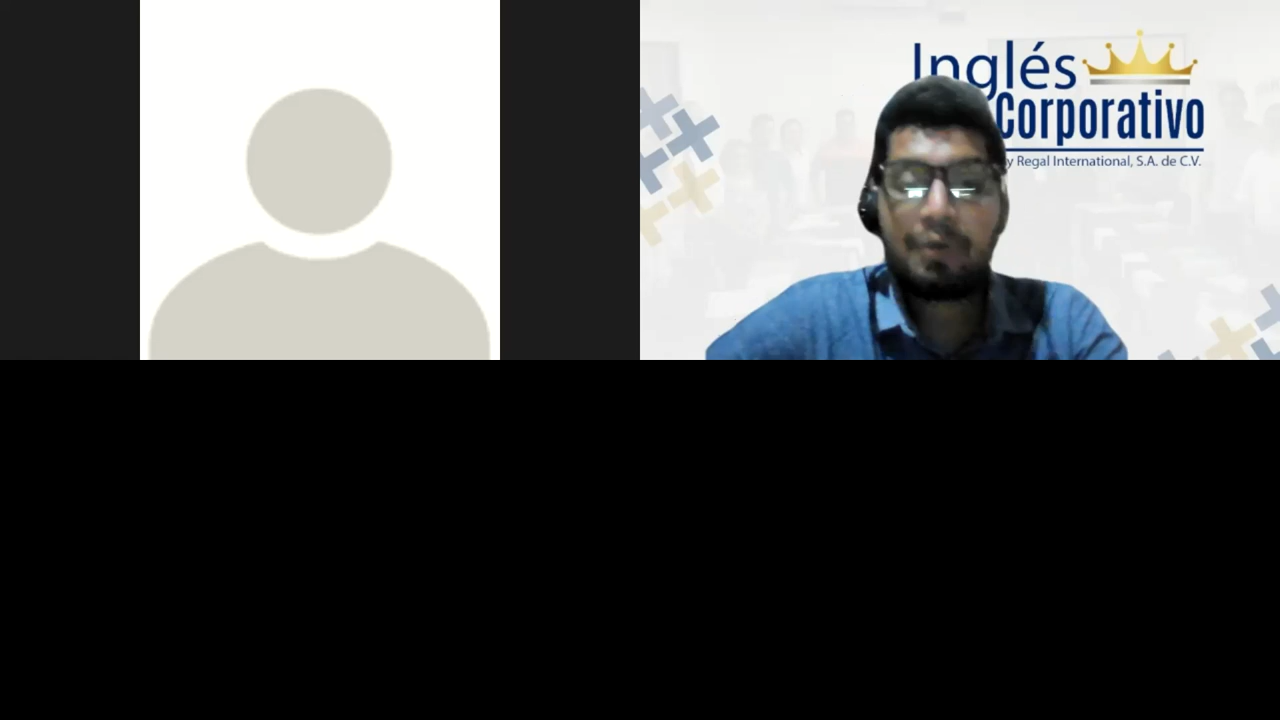 Inglés
Corporativo
y Regal International, S.A. de C.V.